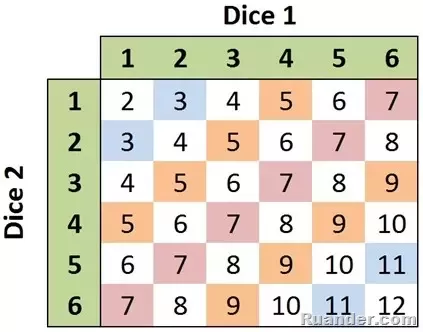 Dice 1
1 2 3 4 5 6
Dice 2
1 2 3 4 5 6 7
2 3 4 5 6 7 8
3 4 5 6 7 8 9
4 5 6 7 8 9 10
5 6 7 8 9 10 11
6 7 8 9 10 11 12
Ruander.com